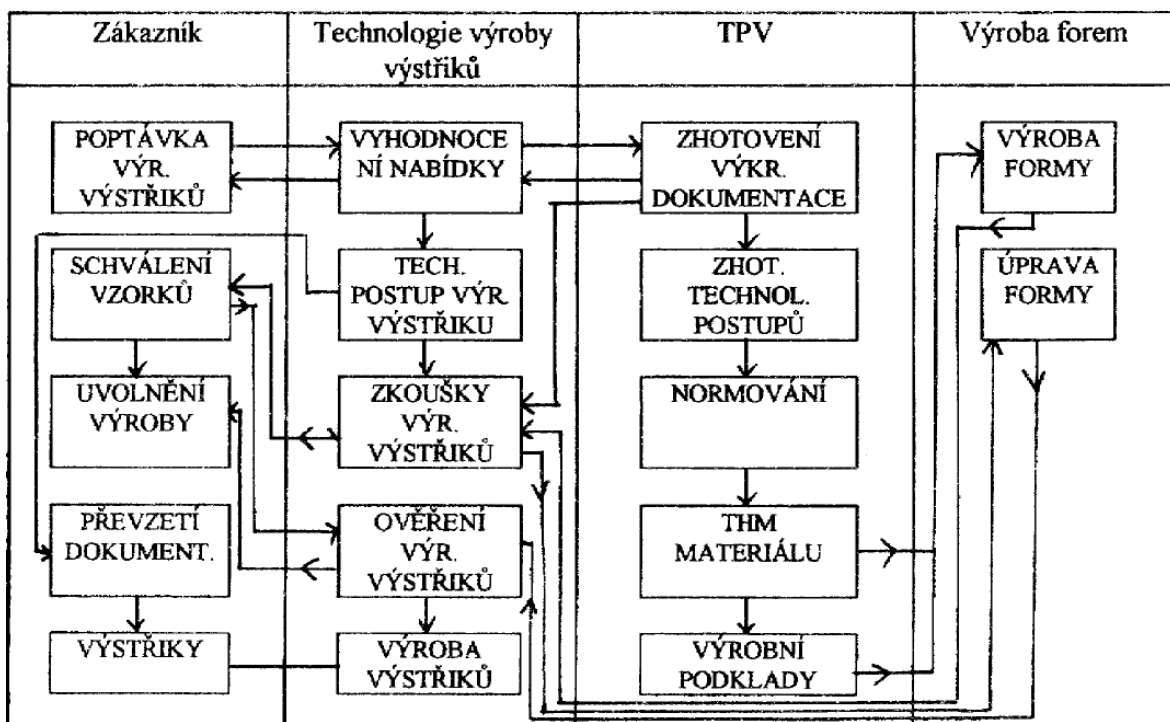 Zákazník
Technologie výroby
výstřiků
TPV
Výroba forem
POPTÁVKA
VÝR.
VÝSTŘIKŮ
VYHODNOCE
NÍ NABÍDKY
ZHOTOVENÍ
VÝKR.
DOKUMENTACE
VÝROBA
FORMY
SCHVÁLENÍ
VZORKŮ
TECH.
POSTUP VÝR.
VÝSTŘIKU
ZHOT.
TECHNOL.
POSTUPŮ
ÚPRAVA
FORMY
UVOLNĚNÍ
VÝROBY
ZKOUŠKY
VÝR.
VÝSTŘIKŮ
NORMOVÁNÍ
PŘEVZETÍ
DOKUMENT.
OVĚŘENÍ
VÝR.
VÝSTŘIKŮ
THM
MATERIÁLU
VÝSTŘIKY
VÝROBA
VÝSTŘIKŮ
VÝROBNÍ
PODKLADY